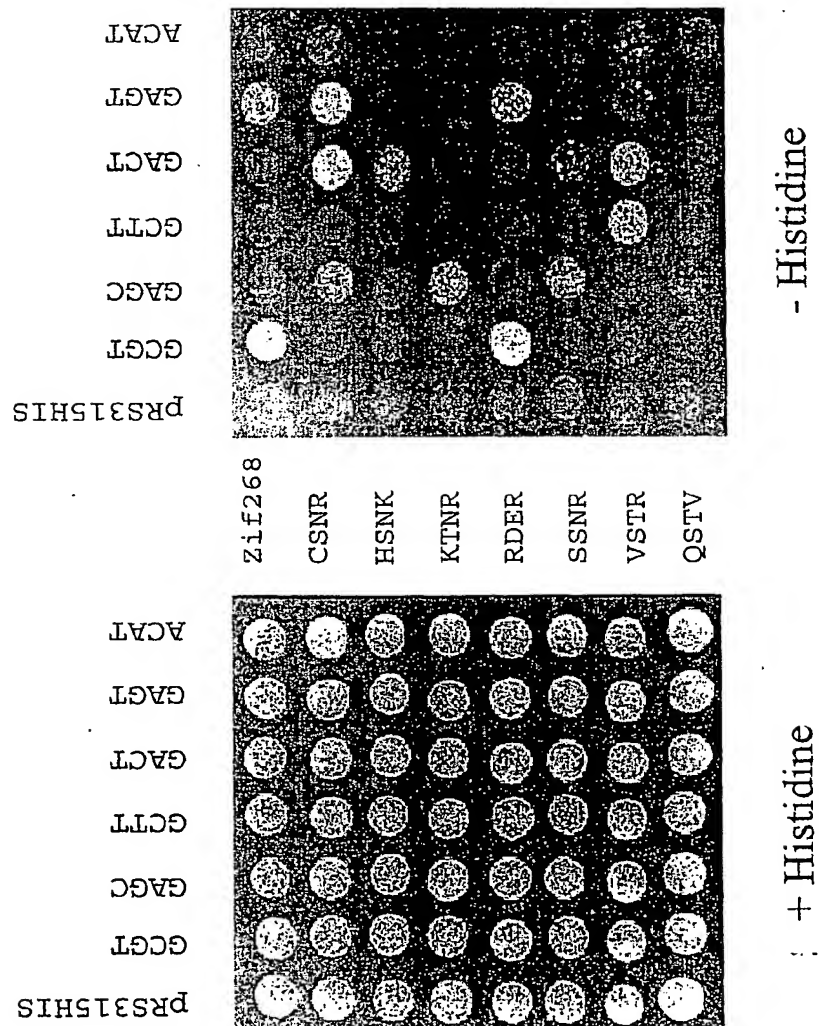 ACAT
GAGT
GACT
GCTT
GAGC
GCGT
pRS315HIS
- Histidine
Zif268
CSNR
HSNK
KTNR
RDER
SSNR
VSTR
QSTV
ACAT
GAGT
GACT
GCTT
GAGC
GCGT
pRS315HIS
+ Histidine